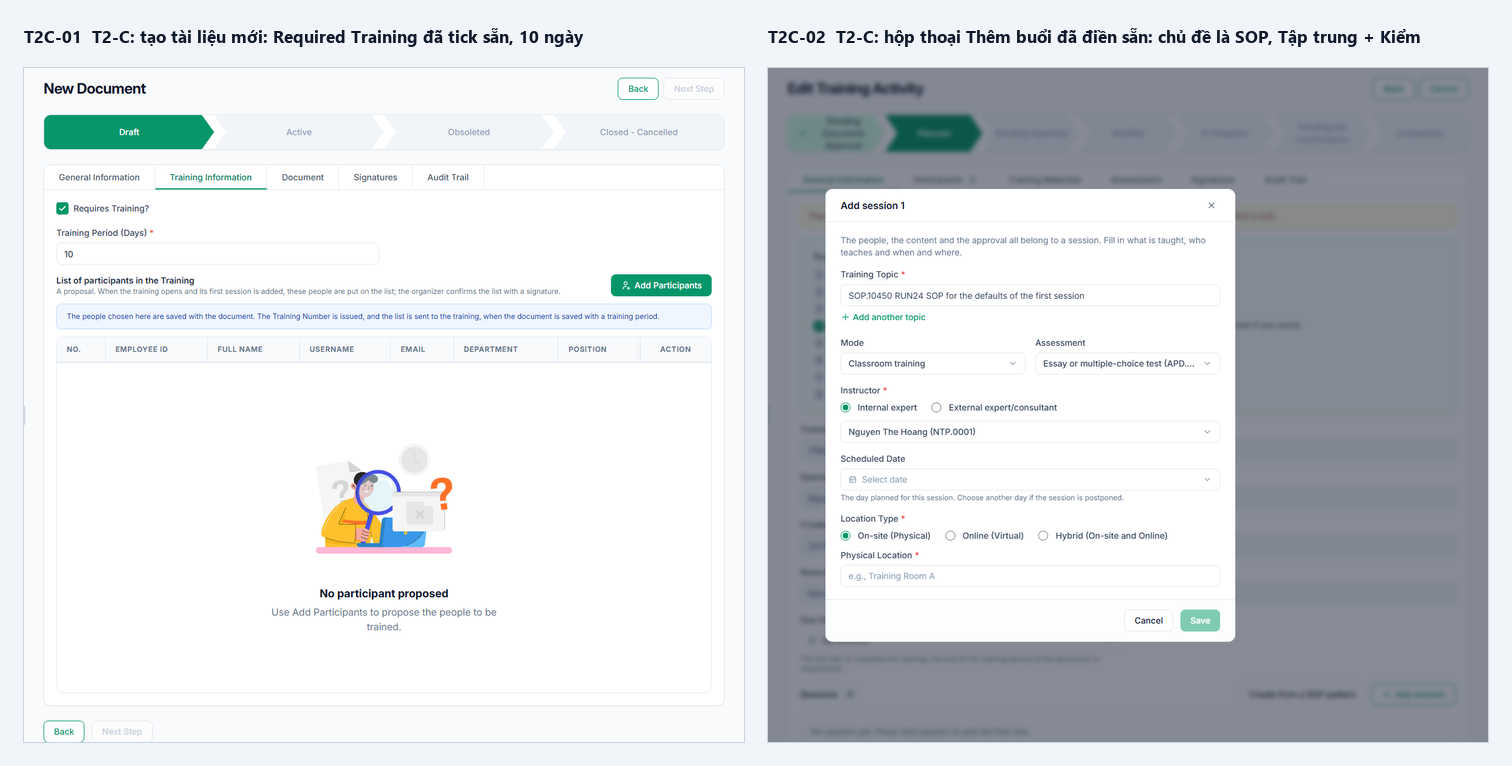 T2C-01 T2-C: tạo tài liệu mới: Required Training đã tick sẵn, 10 ngày
New Document
Back
Next Step
Draft
Active
Obsoleted
Closed - Cancelled
General Information
Training Information
Document
Signatures
Audit Trail
Requires Training?
Training Period (Days) *
10
List of participants in the Training
A proposal. When the training opens and its first session is added, these people are put on the list; the organizer confirms the list with a signature.
Add Participants
The people chosen here are saved with the document. The Training Number is issued, and the list is sent to the training, when the document is saved with a training period.
NO.
EMPLOYEE ID
FULL NAME
USERNAME
EMAIL
DEPARTMENT
POSITION
ACTION
No participant proposed
Use Add Participants to propose the people to be
trained.
Back
Next Step
T2C-02 T2-C: hộp thoại Thêm buổi đã điền sẵn: chủ đề là SOP, Tập trung + Kiểm
Edit Training Activity
Add session 1
The people, the content and the approval all belong to a session. Fill in what is taught, who
teaches and when and where.
Training Topic *
SOP.10450 RUN24 SOP for the defaults of the first session
+ Add another topic
Mode
Assessment
Classroom training
Essay or multiple-choice test (APD....
Instructor *
Internal expert
External expert/consultant
Nguyen The Hoang (NTP.0001)
Scheduled Date
Select date
The day planned for this session. Choose another day if the session is postponed.
Location Type *
On-site (Physical)
Online (Virtual)
Hybrid (On-site and Online)
Physical Location *
e.g., Training Room A
Cancel
Save